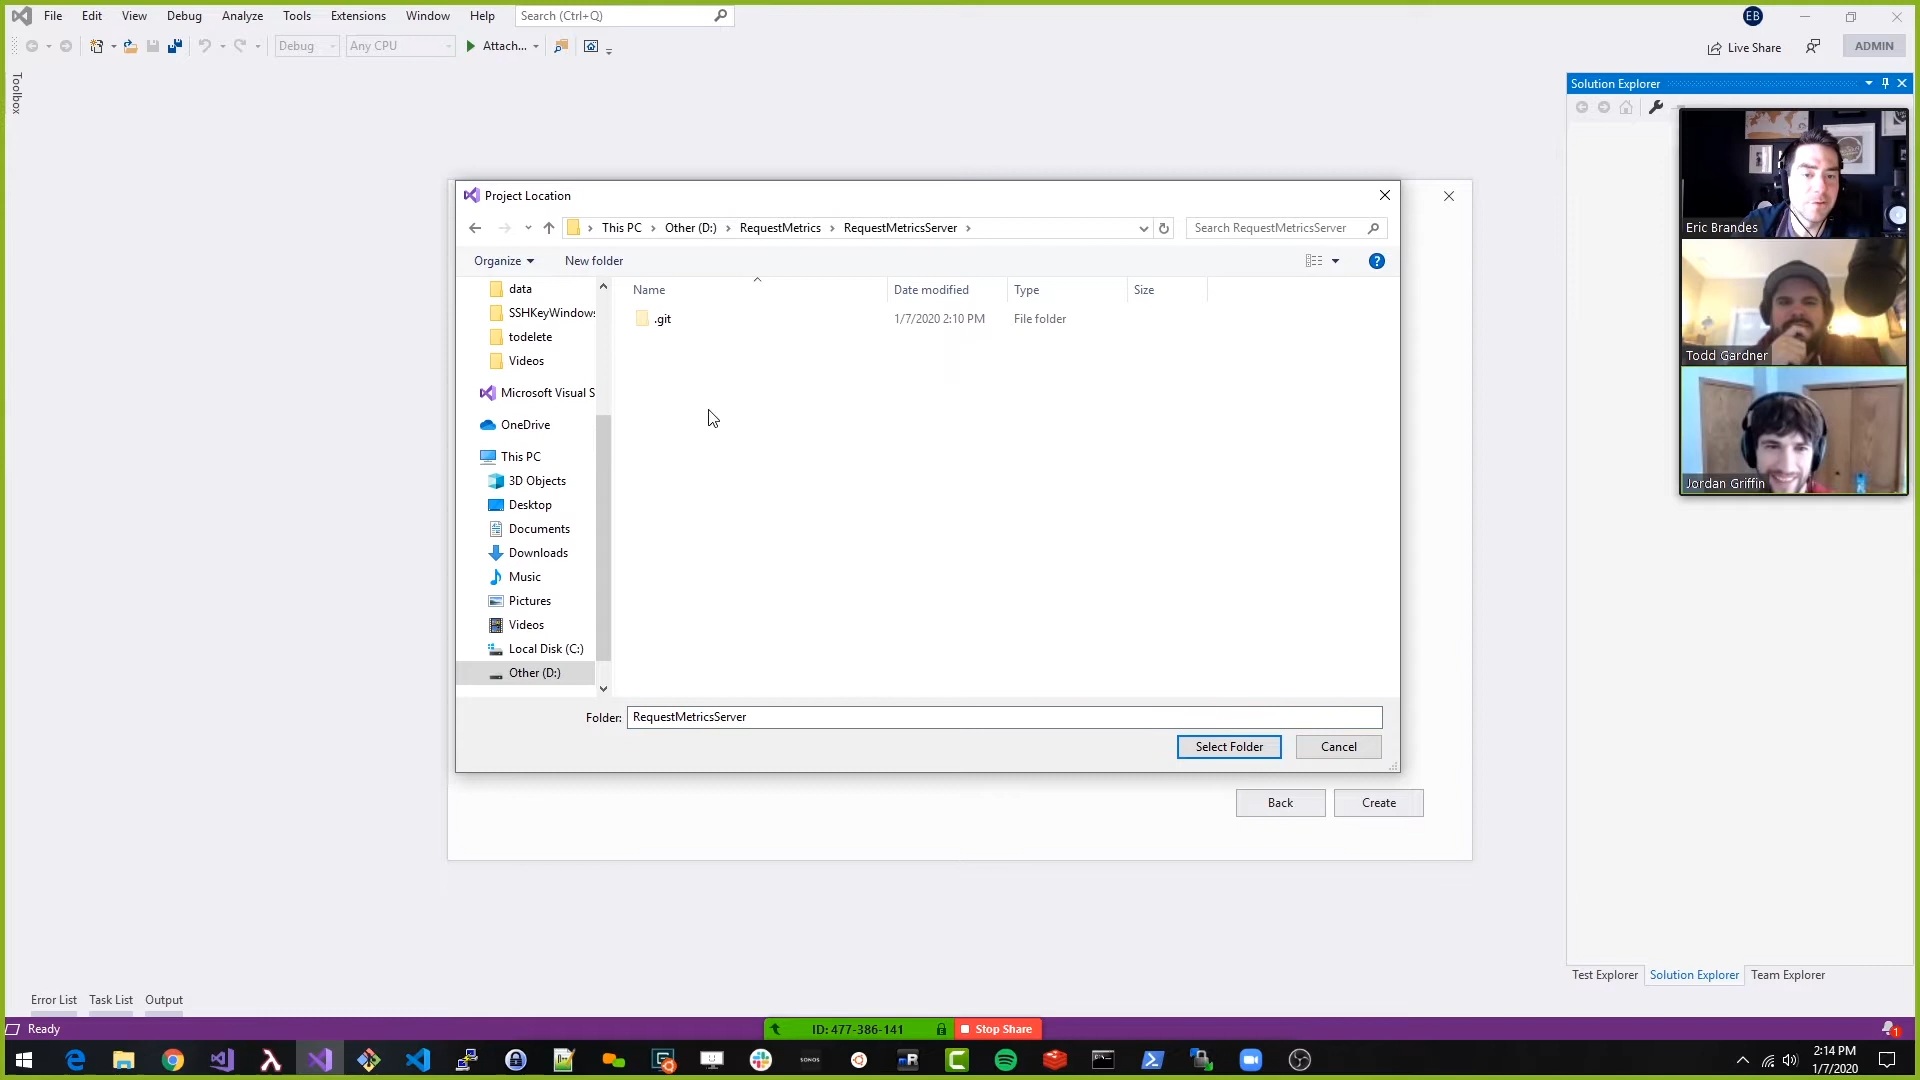 File Edit View Debug Analyze Tools Extensions Window Help Search (Ctrl+Q) EB
Debug Any CPU Attach... Live Share ADMIN
Toolbox
Solution Explorer
Project Location
This PC Other (D:) RequestMetrics RequestMetricsServer Search RequestMetricsServer
Organize New folder
Name Date modified Type Size
.git 1/7/2020 2:10 PM File folder
data
SSHKeyWindows
todelete
Videos
Microsoft Visual S
OneDrive
This PC
3D Objects
Desktop
Documents
Downloads
Music
Pictures
Videos
Local Disk (C:)
Other (D:)
Folder: RequestMetricsServer
Select Folder Cancel
Back Create
Eric Brandes
Todd Gardner
Jordan Griffin
Test Explorer Solution Explorer Team Explorer
Error List Task List Output
Ready
ID: 477-386-141 Stop Share
1
SONOS
2:14 PM
1/7/2020